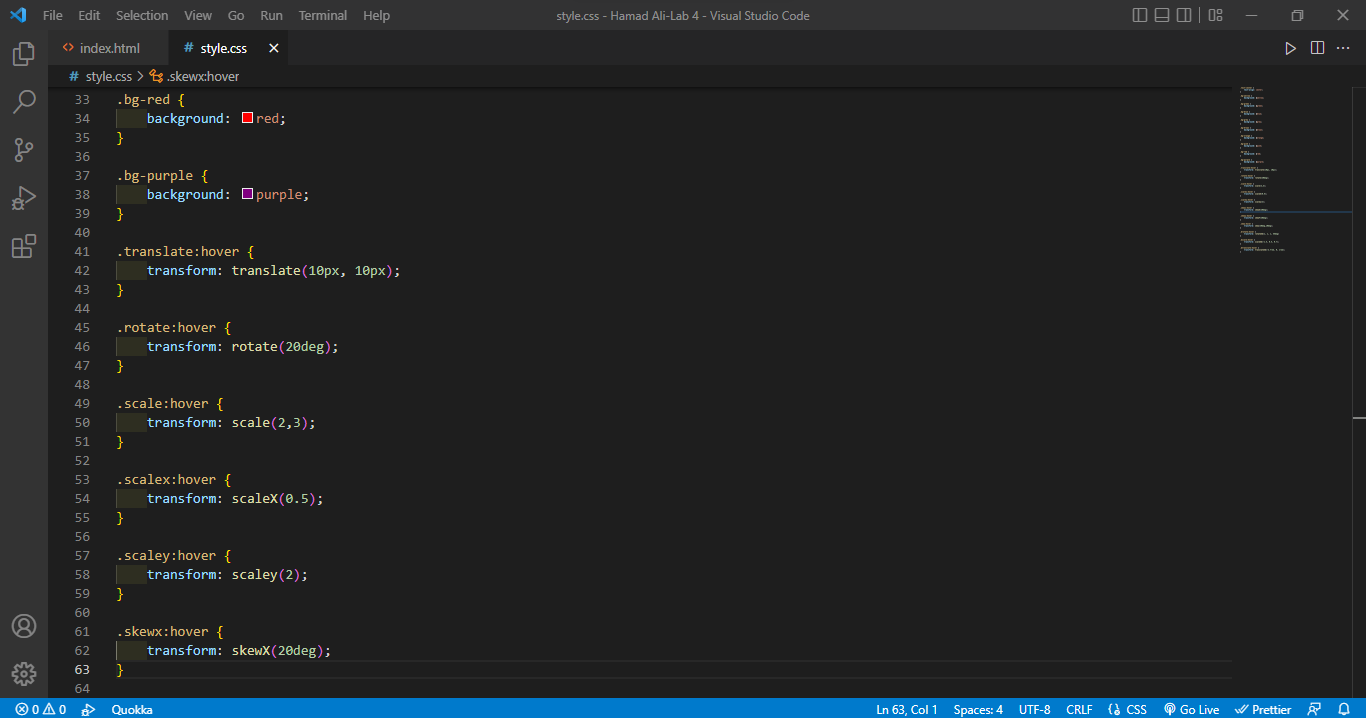 File Edit Selection View Go Run Terminal Help style.css - Hamad Ali-Lab 4 - Visual Studio Code
<> index.html # style.css ×
# style.css > .skewx:hover
33 .bg-red {
34 background: red;
35 }
36
37 .bg-purple {
38 background: purple;
39 }
40
41 .translate:hover {
42 transform: translate(10px, 10px);
43 }
44
45 .rotate:hover {
46 transform: rotate(20deg);
47 }
48
49 .scale:hover {
50 transform: scale(2,3);
51 }
52
53 .scalex:hover {
54 transform: scaleX(0.5);
55 }
56
57 .scaley:hover {
58 transform: scaley(2);
59 }
60
61 .skewx:hover {
62 transform: skewX(20deg);
63 }
64
0 0 Quokka Ln 63, Col 1 Spaces: 4 UTF-8 CRLF {} CSS Go Live Prettier